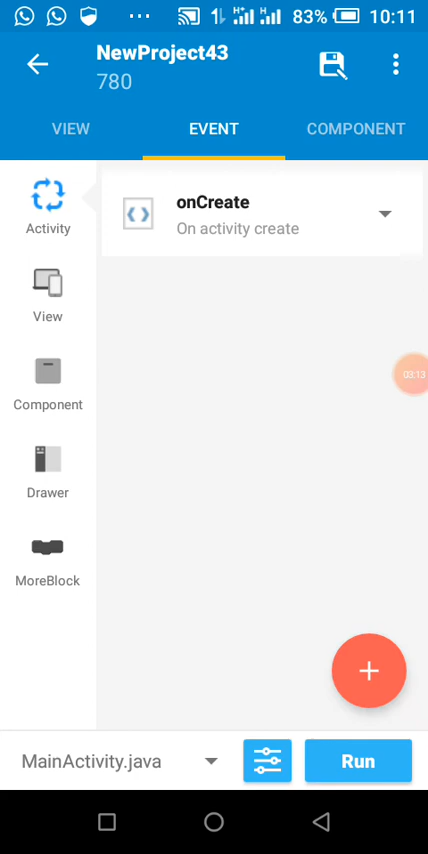 83% 10:11
NewProject43
780
VIEW EVENT COMPONENT
Activity
onCreate
On activity create
View
Component
03:13
Drawer
MoreBlock
+
MainActivity.java
Run